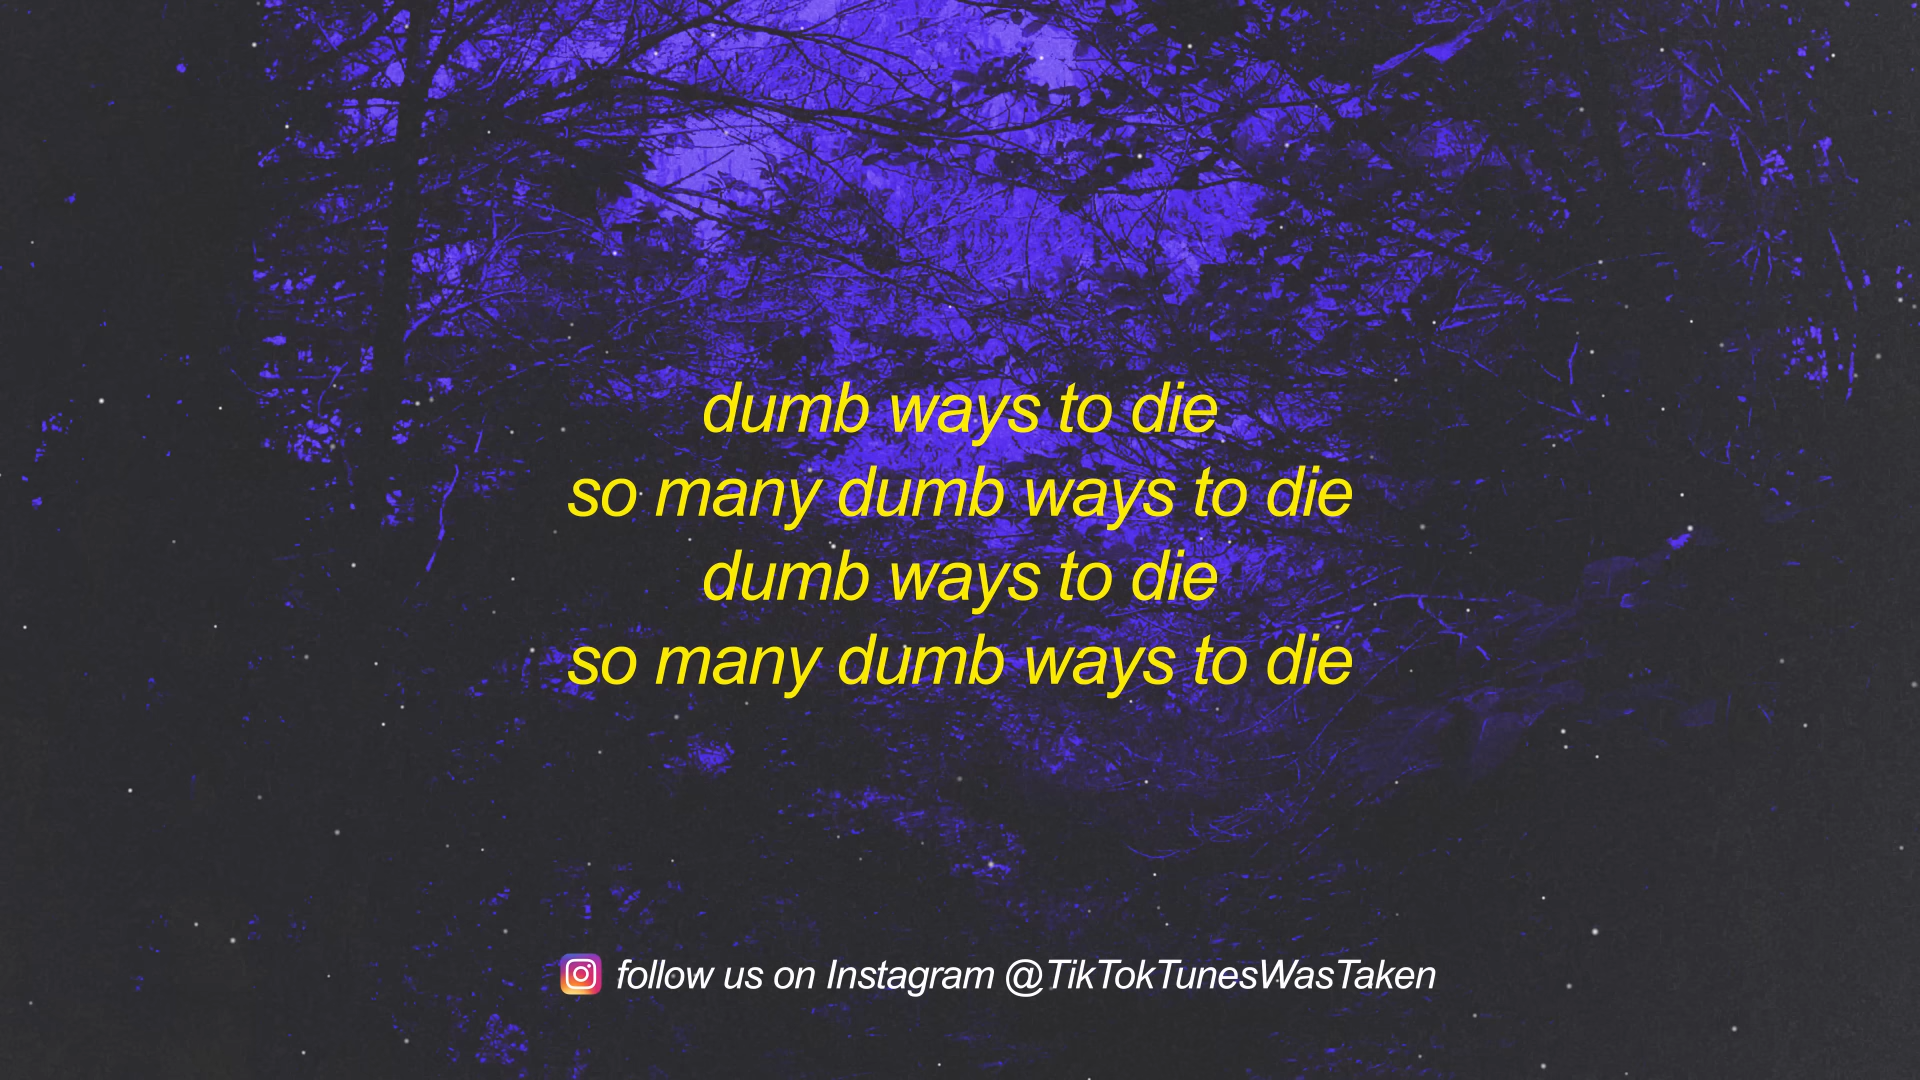 dumb ways to die
so many dumb ways to die
dumb ways to die
so many dumb ways to die
follow us on Instagram @TikTokTunesWasTaken